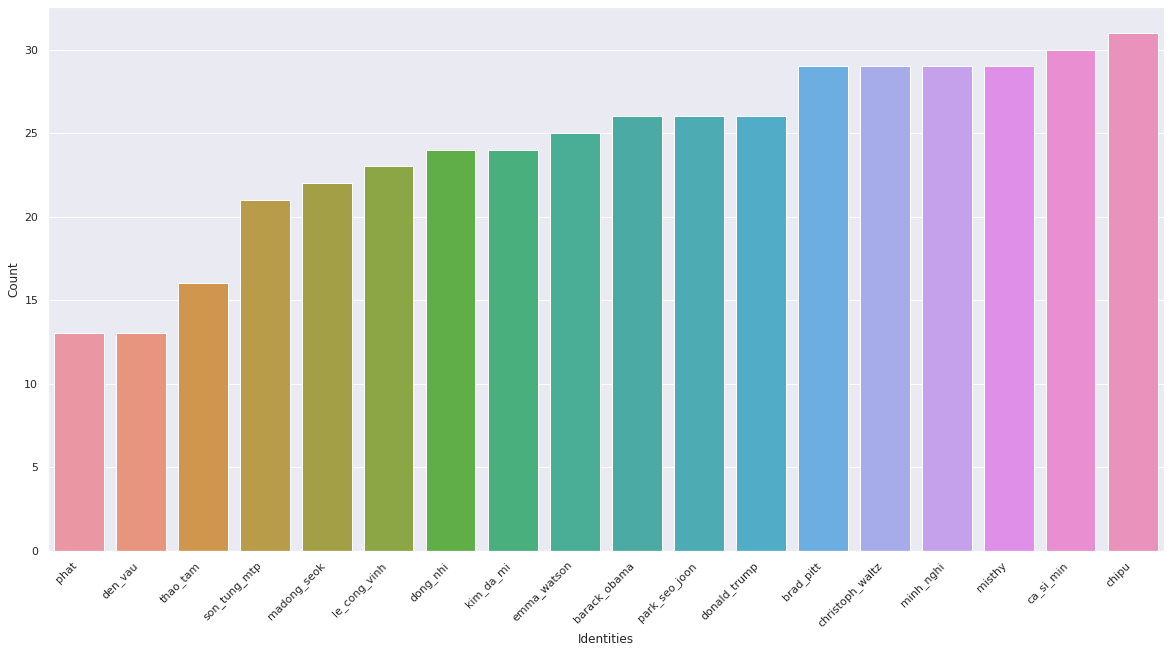 Count
30
25
20
15
10
5
0
phat
den_vau
thao_tam
son_tung_mtp
madong_seok
le_cong_vinh
dong_nhi
kim_da_mi
emma_watson
barack_obama
park_seo_joon
donald_trump
brad_pitt
christoph_waltz
minh_nghi
misthy
ca_si_min
chipu
Identities